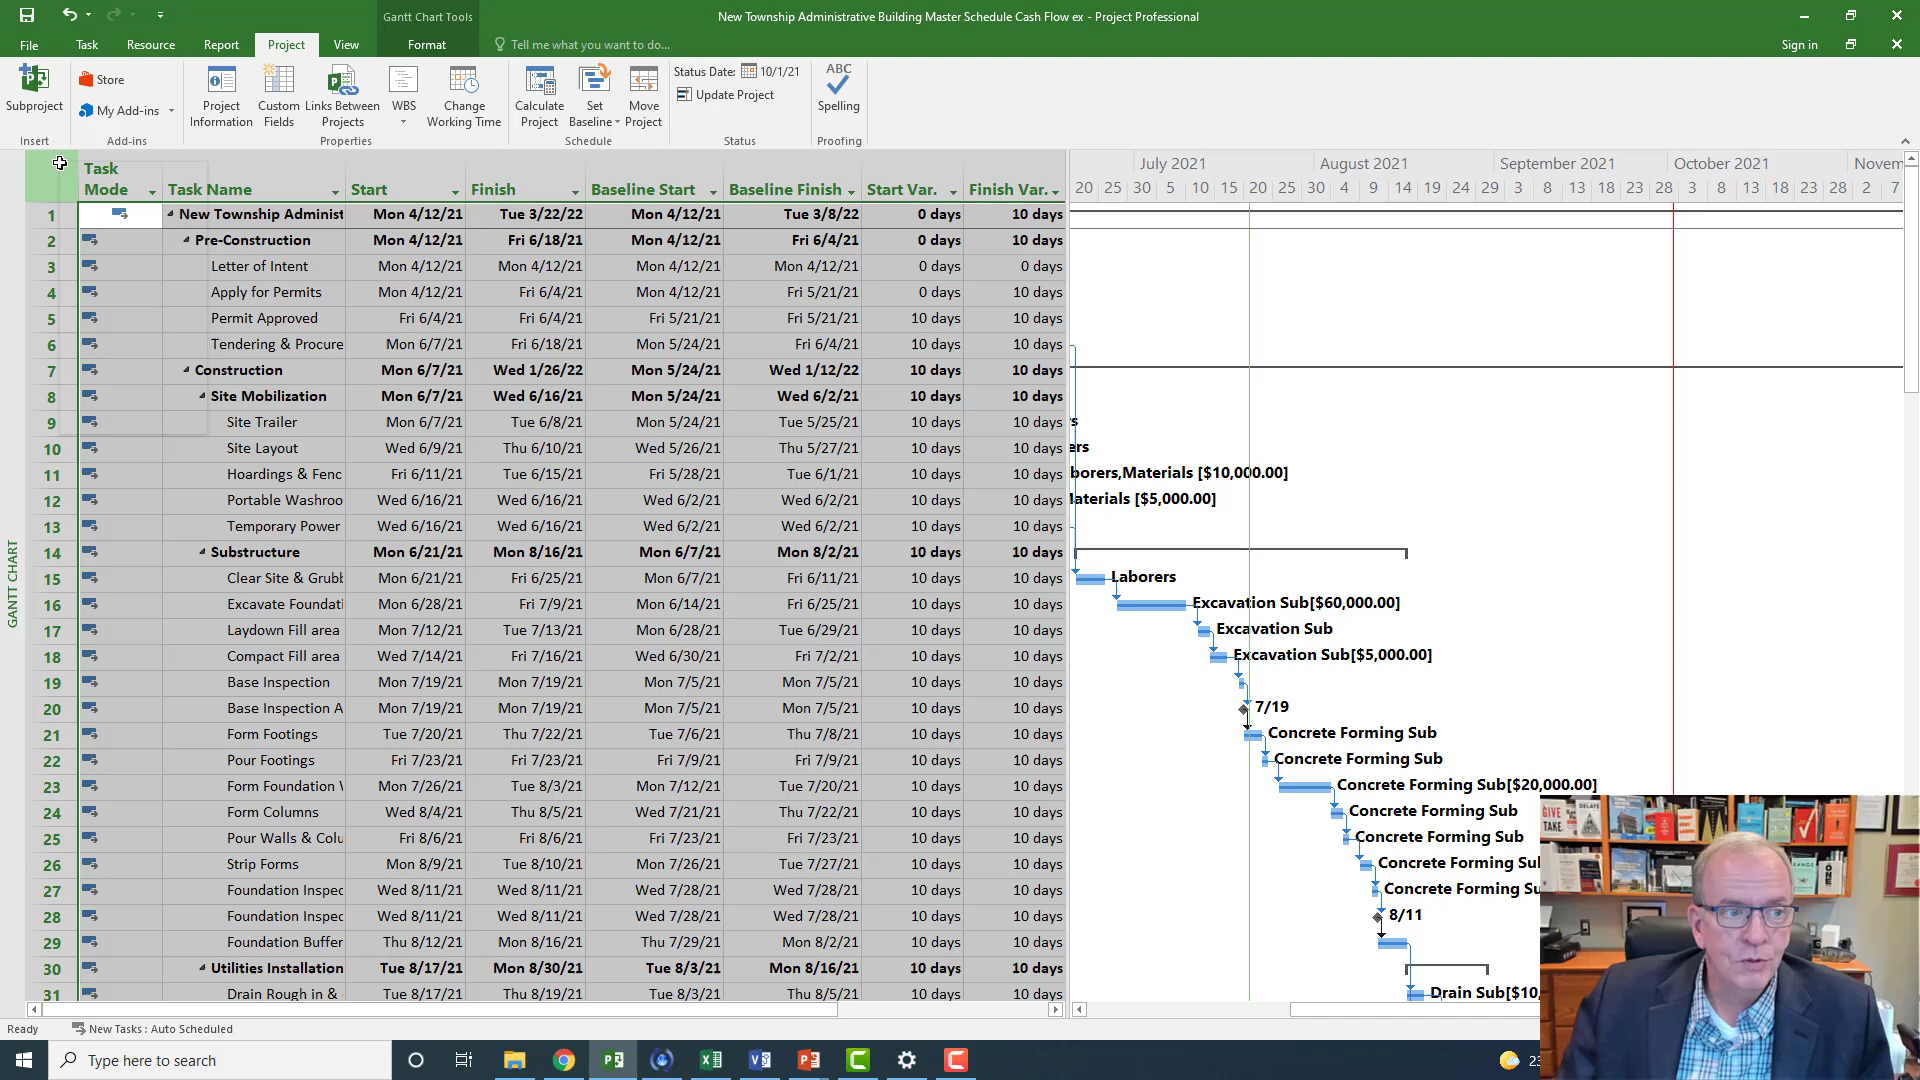 Gantt Chart Tools
New Township Administrative Building Master Schedule Cash Flow ex - Project Professional
File Task Resource Report Project View Format Tell me what you want to do... Sign in
Subproject Store My Add-ins Project Information Custom Fields Links Between Projects WBS Change Working Time Calculate Project Set Baseline Move Project Status Date: 10/1/21 Update Project ABC Spelling
Insert Add-ins Properties Schedule Status Proofing
Task Mode Task Name Start Finish Baseline Start Baseline Finish Start Var. Finish Var.
July 2021 August 2021 September 2021 October 2021 Novem
20 25 30 5 10 15 20 25 30 4 9 14 19 24 29 3 8 13 18 23 28 3 8 13 18 23 28 2 7
1 New Township Administ Mon 4/12/21 Tue 3/22/22 Mon 4/12/21 Tue 3/8/22 0 days 10 days
2 Pre-Construction Mon 4/12/21 Fri 6/18/21 Mon 4/12/21 Fri 6/4/21 0 days 10 days
3 Letter of Intent Mon 4/12/21 Mon 4/12/21 Mon 4/12/21 Mon 4/12/21 0 days 0 days
4 Apply for Permits Mon 4/12/21 Fri 6/4/21 Mon 4/12/21 Fri 5/21/21 0 days 10 days
5 Permit Approved Fri 6/4/21 Fri 6/4/21 Fri 5/21/21 Fri 5/21/21 10 days 10 days
6 Tendering & Procure Mon 6/7/21 Fri 6/18/21 Mon 5/24/21 Fri 6/4/21 10 days 10 days
7 Construction Mon 6/7/21 Wed 1/26/22 Mon 5/24/21 Wed 1/12/22 10 days 10 days
8 Site Mobilization Mon 6/7/21 Wed 6/16/21 Mon 5/24/21 Wed 6/2/21 10 days 10 days
9 Site Trailer Mon 6/7/21 Tue 6/8/21 Mon 5/24/21 Tue 5/25/21 10 days 10 days s
10 Site Layout Wed 6/9/21 Thu 6/10/21 Wed 5/26/21 Thu 5/27/21 10 days 10 days ers
11 Hoardings & Fenc Fri 6/11/21 Tue 6/15/21 Fri 5/28/21 Tue 6/1/21 10 days 10 days borers,Materials [$10,000.00]
12 Portable Washroo Wed 6/16/21 Wed 6/16/21 Wed 6/2/21 Wed 6/2/21 10 days 10 days Materials [$5,000.00]
13 Temporary Power Wed 6/16/21 Wed 6/16/21 Wed 6/2/21 Wed 6/2/21 10 days 10 days
14 Substructure Mon 6/21/21 Mon 8/16/21 Mon 6/7/21 Mon 8/2/21 10 days 10 days
15 Clear Site & Grubb Mon 6/21/21 Fri 6/25/21 Mon 6/7/21 Fri 6/11/21 10 days 10 days Laborers
16 Excavate Foundati Mon 6/28/21 Fri 7/9/21 Mon 6/14/21 Fri 6/25/21 10 days 10 days Excavation Sub[$60,000.00]
17 Laydown Fill area Mon 7/12/21 Tue 7/13/21 Mon 6/28/21 Tue 6/29/21 10 days 10 days Excavation Sub
18 Compact Fill area Wed 7/14/21 Fri 7/16/21 Wed 6/30/21 Fri 7/2/21 10 days 10 days Excavation Sub[$5,000.00]
19 Base Inspection Mon 7/19/21 Mon 7/19/21 Mon 7/5/21 Mon 7/5/21 10 days 10 days
20 Base Inspection A Mon 7/19/21 Mon 7/19/21 Mon 7/5/21 Mon 7/5/21 10 days 10 days 7/19
21 Form Footings Tue 7/20/21 Thu 7/22/21 Tue 7/6/21 Thu 7/8/21 10 days 10 days Concrete Forming Sub
22 Pour Footings Fri 7/23/21 Fri 7/23/21 Fri 7/9/21 Fri 7/9/21 10 days 10 days Concrete Forming Sub
23 Form Foundation W Mon 7/26/21 Tue 8/3/21 Mon 7/12/21 Tue 7/20/21 10 days 10 days Concrete Forming Sub[$20,000.00]
24 Form Columns Wed 8/4/21 Thu 8/5/21 Wed 7/21/21 Thu 7/22/21 10 days 10 days Concrete Forming Sub
25 Pour Walls & Colu Fri 8/6/21 Fri 8/6/21 Fri 7/23/21 Fri 7/23/21 10 days 10 days Concrete Forming Sub
26 Strip Forms Mon 8/9/21 Tue 8/10/21 Mon 7/26/21 Tue 7/27/21 10 days 10 days Concrete Forming Sul
27 Foundation Inspec Wed 8/11/21 Wed 8/11/21 Wed 7/28/21 Wed 7/28/21 10 days 10 days Concrete Forming Su
28 Foundation Inspec Wed 8/11/21 Wed 8/11/21 Wed 7/28/21 Wed 7/28/21 10 days 10 days 8/11
29 Foundation Buffer Thu 8/12/21 Mon 8/16/21 Thu 7/29/21 Mon 8/2/21 10 days 10 days
30 Utilities Installation Tue 8/17/21 Mon 8/30/21 Tue 8/3/21 Mon 8/16/21 10 days 10 days
31 Drain Rough in & Tue 8/17/21 Thu 8/19/21 Tue 8/3/21 Thu 8/5/21 10 days 10 days Drain Sub[$10,
GANTT CHART
GIVE TAKE
DELAYS
RANGE
ONE
Ready New Tasks : Auto Scheduled
Type here to search
23